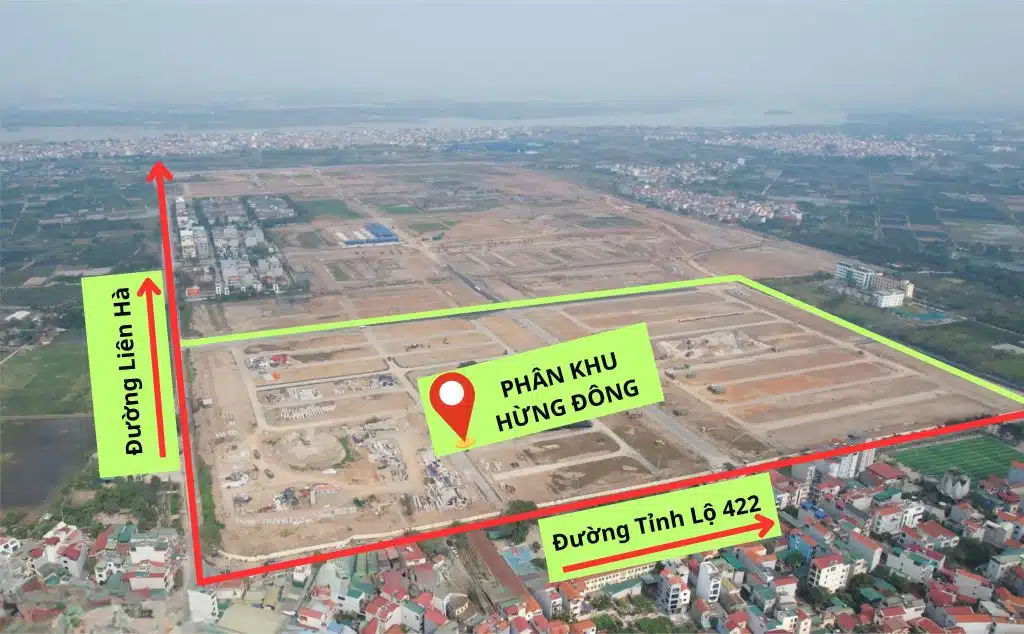 Đường Liên Hà
PHÂN KHU
HỪNG ĐÔNG
Đường Tỉnh Lộ 422